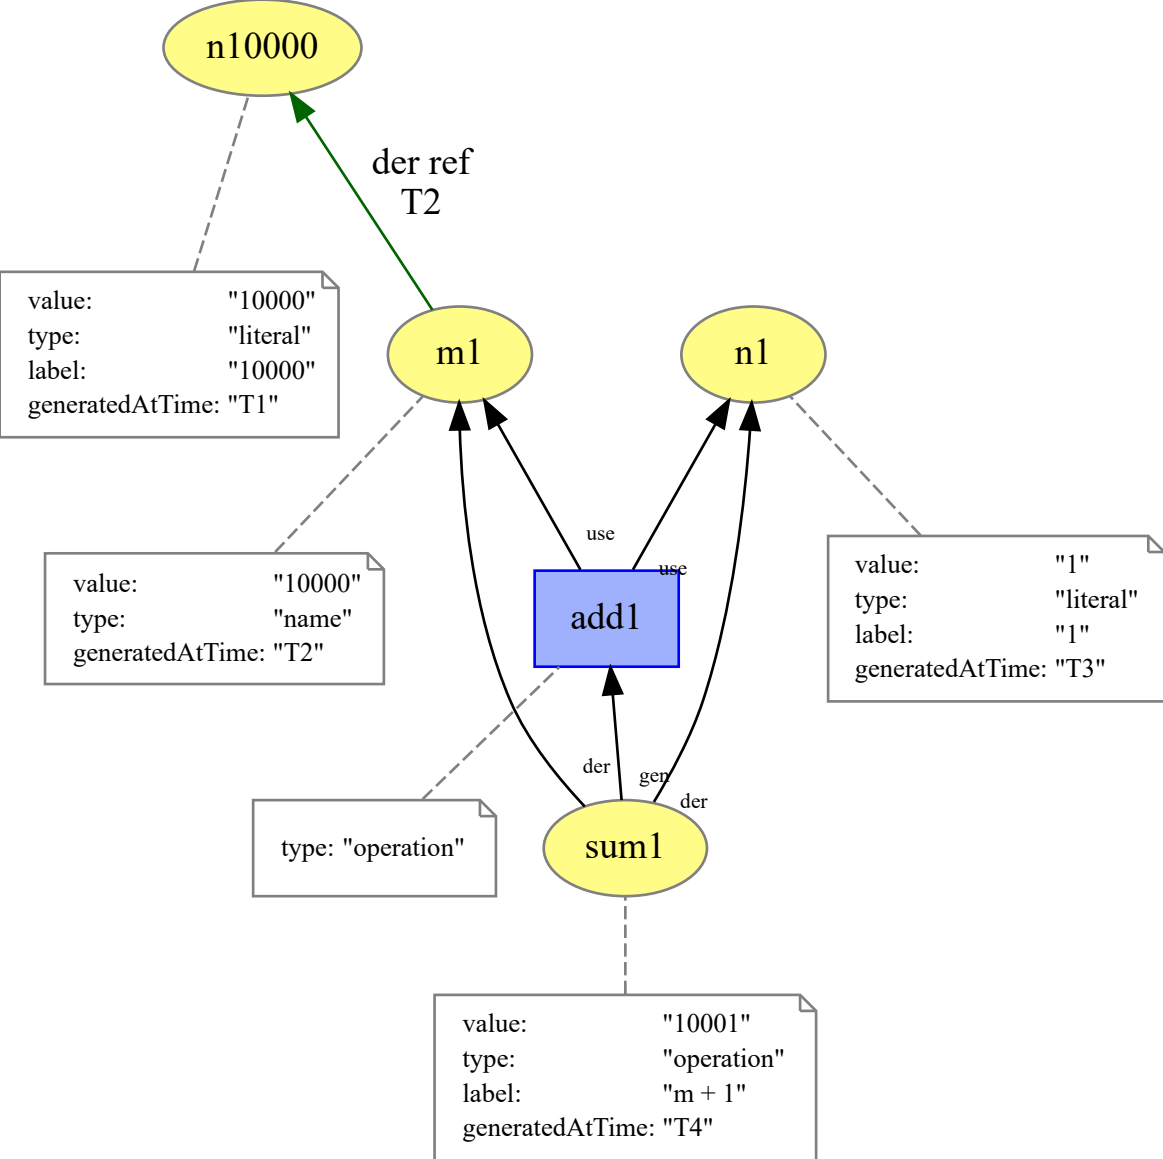 n10000
der ref
T2
value: "10000"
type: "literal"
label: "10000"
generatedAtTime: "T1"
m1
n1
use
use
value: "10000"
type: "name"
generatedAtTime: "T2"
add1
value: "1"
type: "literal"
label: "1"
generatedAtTime: "T3"
der
gen
der
type: "operation"
sum1
value: "10001"
type: "operation"
label: "m + 1"
generatedAtTime: "T4"